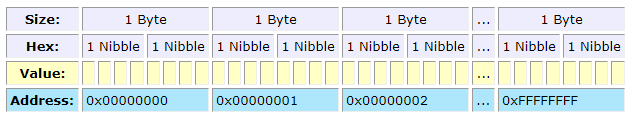 Size: 1 Byte 1 Byte 1 Byte ... 1 Byte
Hex: 1 Nibble 1 Nibble 1 Nibble 1 Nibble 1 Nibble 1 Nibble ... 1 Nibble 1 Nibble
Value: ...
Address: 0x00000000 0x00000001 0x00000002 ... 0xFFFFFFFF